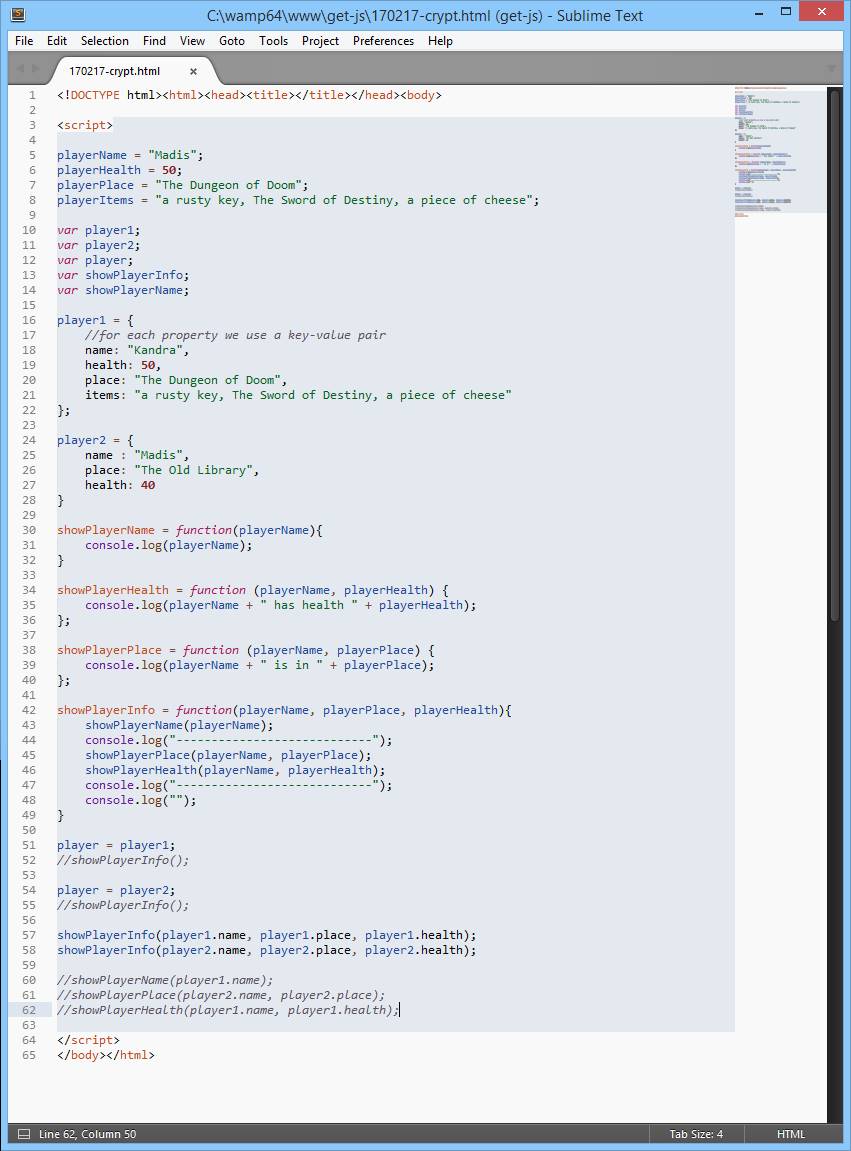 C:\wamp64\www\get-js\170217-crypt.html (get-js) - Sublime Text
File Edit Selection Find View Goto Tools Project Preferences Help
170217-crypt.html ×
1 <!DOCTYPE html><html><head><title></title></head><body>
2
3 <script>
4
5 playerName = "Madis";
6 playerHealth = 50;
7 playerPlace = "The Dungeon of Doom";
8 playerItems = "a rusty key, The Sword of Destiny, a piece of cheese";
9
10 var player1;
11 var player2;
12 var player;
13 var showPlayerInfo;
14 var showPlayerName;
15
16 player1 = {
17     //for each property we use a key-value pair
18     name: "Kandra",
19     health: 50,
20     place: "The Dungeon of Doom",
21     items: "a rusty key, The Sword of Destiny, a piece of cheese"
22 };
23
24 player2 = {
25     name : "Madis",
26     place: "The Old Library",
27     health: 40
28 }
29
30 showPlayerName = function(playerName){
31     console.log(playerName);
32 }
33
34 showPlayerHealth = function (playerName, playerHealth) {
35     console.log(playerName + " has health " + playerHealth);
36 };
37
38 showPlayerPlace = function (playerName, playerPlace) {
39     console.log(playerName + " is in " + playerPlace);
40 };
41
42 showPlayerInfo = function(playerName, playerPlace, playerHealth){
43     showPlayerName(playerName);
44     console.log("----------------------------");
45     showPlayerPlace(playerName, playerPlace);
46     showPlayerHealth(playerName, playerHealth);
47     console.log("----------------------------");
48     console.log("");
49 }
50
51 player = player1;
52 //showPlayerInfo();
53
54 player = player2;
55 //showPlayerInfo();
56
57 showPlayerInfo(player1.name, player1.place, player1.health);
58 showPlayerInfo(player2.name, player2.place, player2.health);
59
60 //showPlayerName(player1.name);
61 //showPlayerPlace(player2.name, player2.place);
62 //showPlayerHealth(player1.name, player1.health);
63
64 </script>
65 </body></html>
Line 62, Column 50 Tab Size: 4 HTML